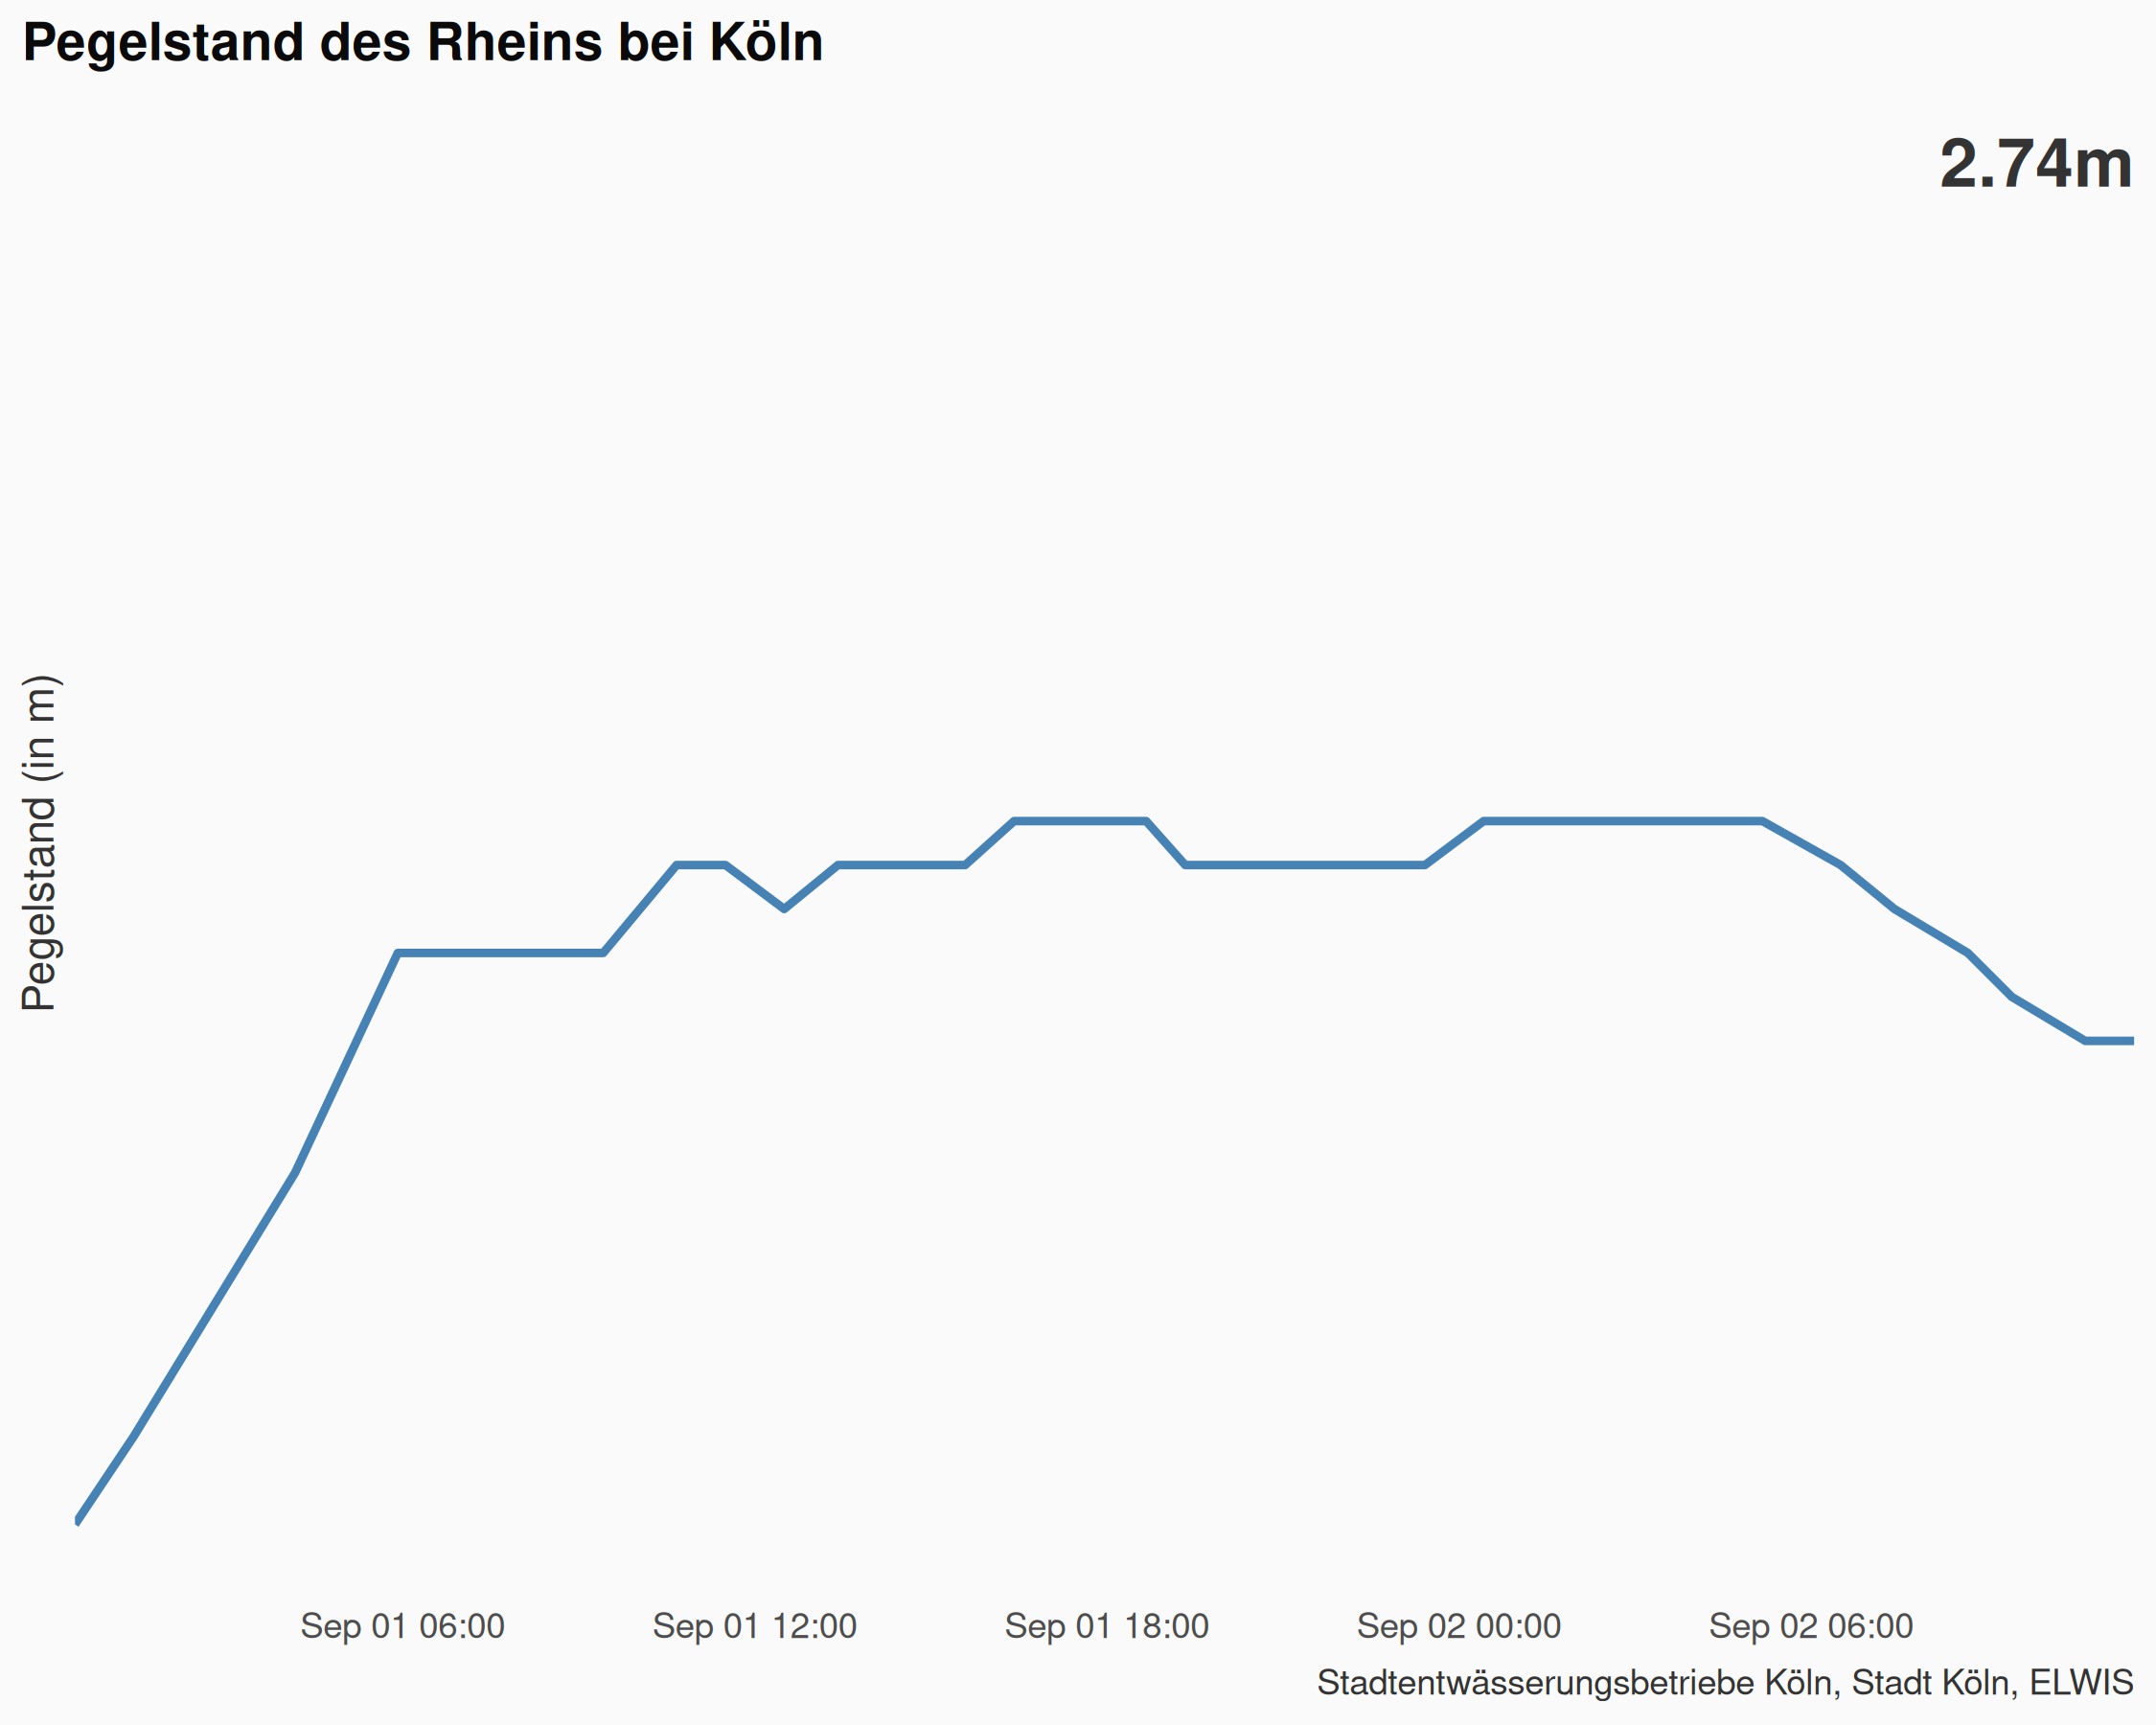 Pegelstand des Rheins bei Köln
2.74m
Pegelstand (in m)
Sep 01 06:00
Sep 01 12:00
Sep 01 18:00
Sep 02 00:00
Sep 02 06:00
Stadtentwässerungsbetriebe Köln, Stadt Köln, ELWIS